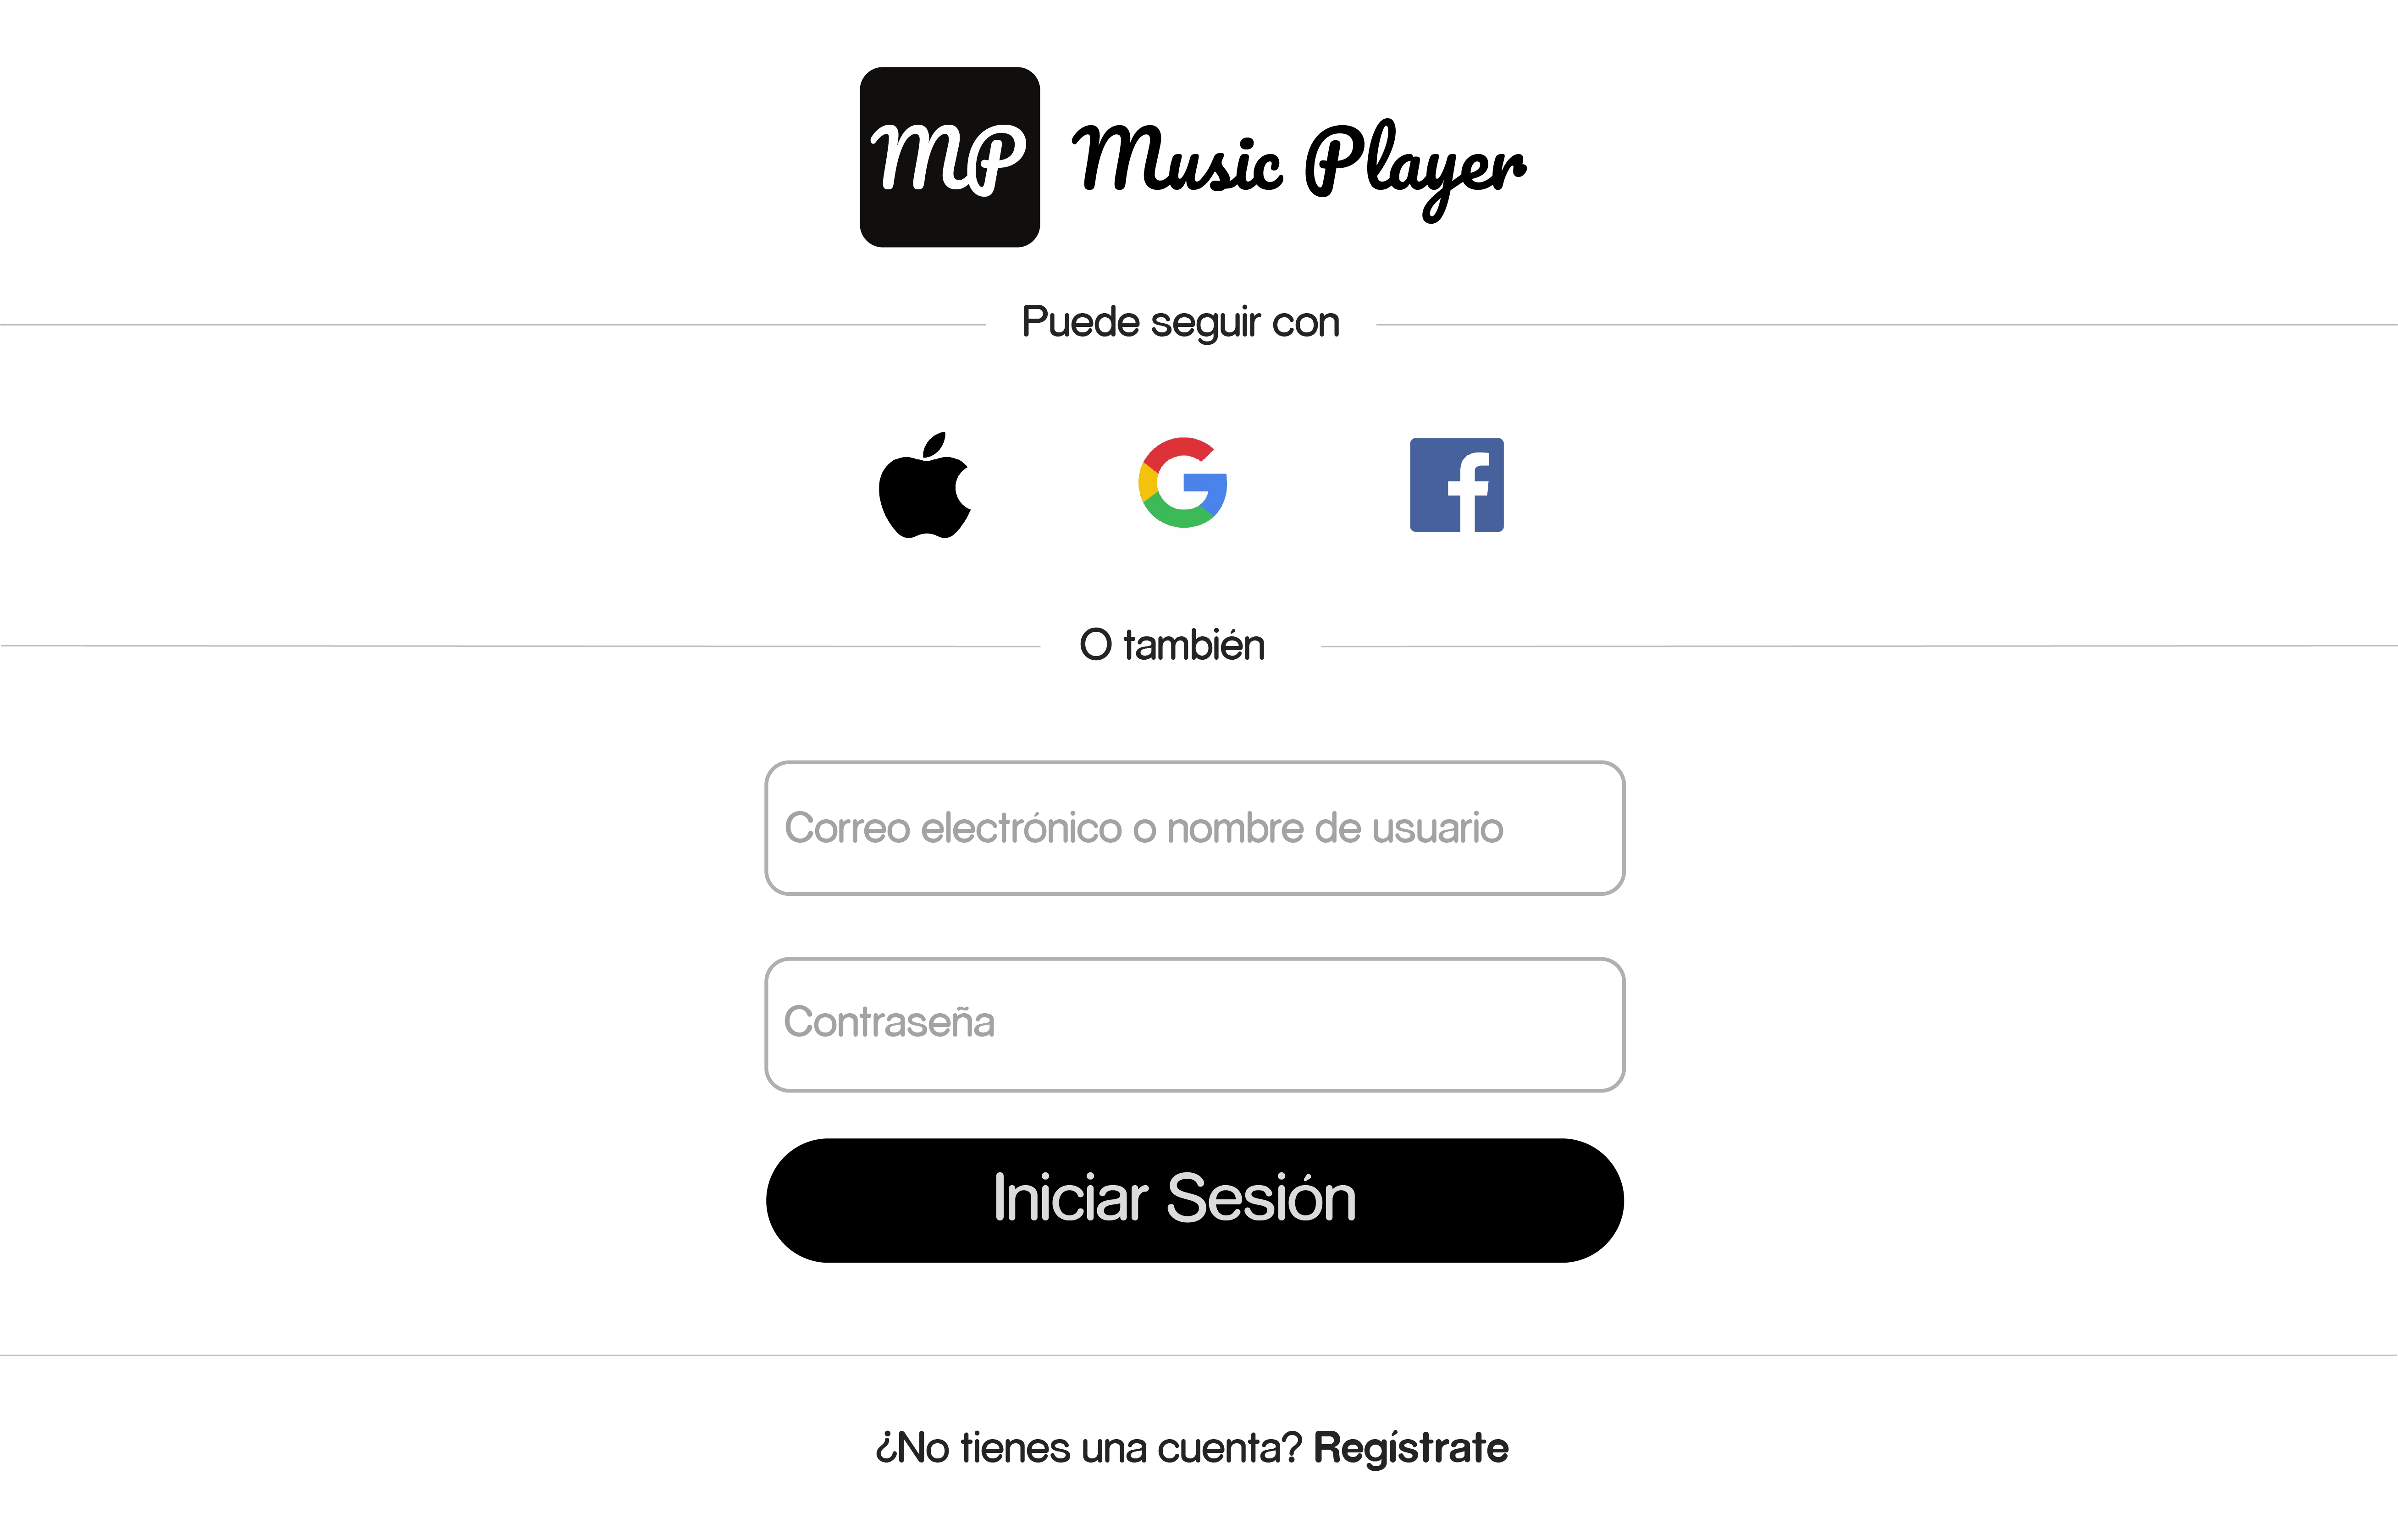 MP Music Player
Puede seguir con
O también
Correo electrónico o nombre de usuario
Contraseña
Iniciar Sesión
¿No tienes una cuenta? Regístrate